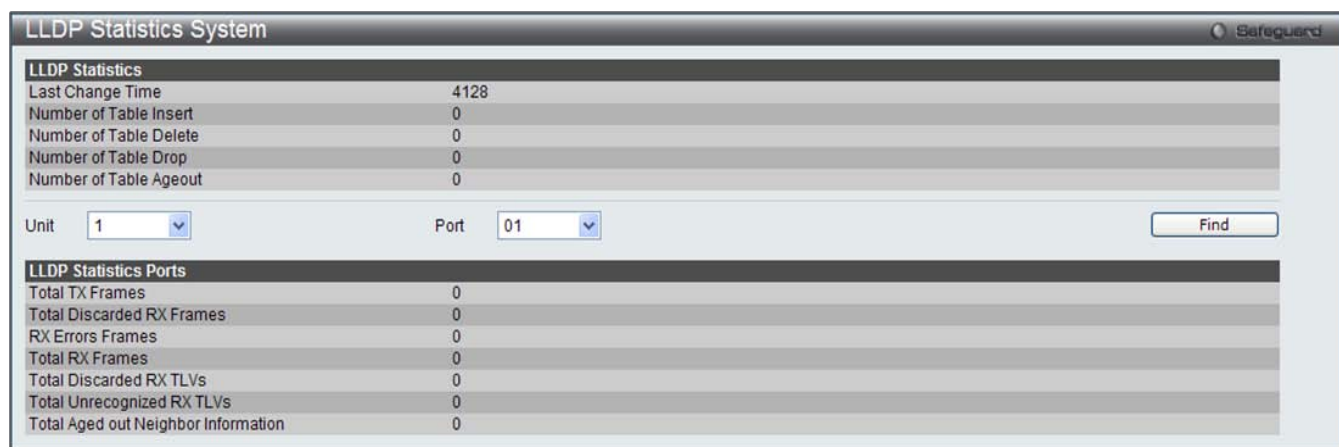 LLDP Statistics System Safeguard
LLDP Statistics
Last Change Time 4128
Number of Table Insert 0
Number of Table Delete 0
Number of Table Drop 0
Number of Table Ageout 0
Unit 1 Port 01 Find
LLDP Statistics Ports
Total TX Frames 0
Total Discarded RX Frames 0
RX Errors Frames 0
Total RX Frames 0
Total Discarded RX TLVs 0
Total Unrecognized RX TLVs 0
Total Aged out Neighbor Information 0